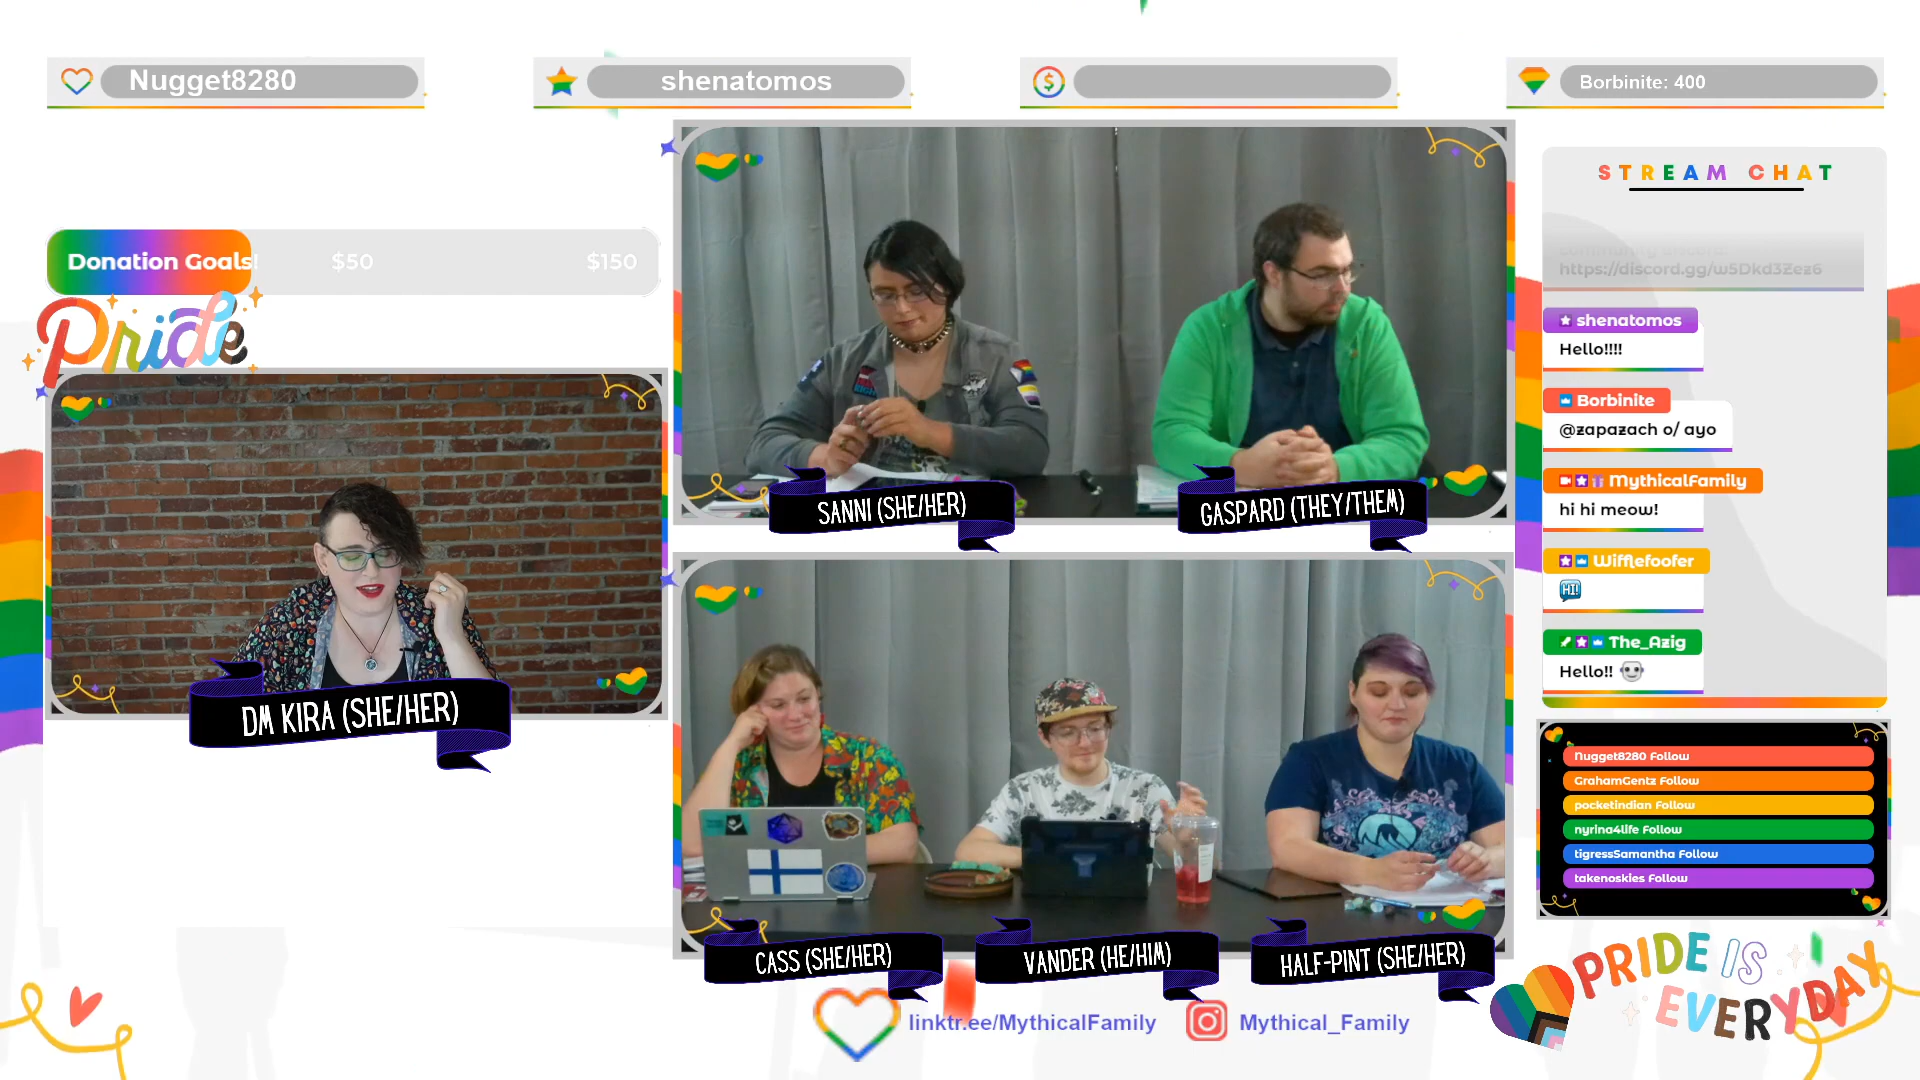 Nugget8280
shenatomos
Borbinite: 400
Donation Goals!
$50
$150
Pride
DM KIRA (SHE/HER)
SANNI (SHE/HER)
GASPARD (THEY/THEM)
CASS (SHE/HER)
VANDER (HE/HIM)
HALF-PINT (SHE/HER)
STREAM CHAT
community discord:
https://discord.gg/w5Dkd3Zez6
shenatomos
Hello!!!!
Borbinite
@zapazach o/ ayo
MythicalFamily
hi hi meow!
Wifflefoofer
HI!
The_Azig
Hello!!
Nugget8280 Follow
GrahamGentz Follow
pocketindian Follow
nyrina4life Follow
tigressSamantha Follow
takenoskies Follow
PRIDE IS
EVERYDAY
linktr.ee/MythicalFamily
Mythical_Family